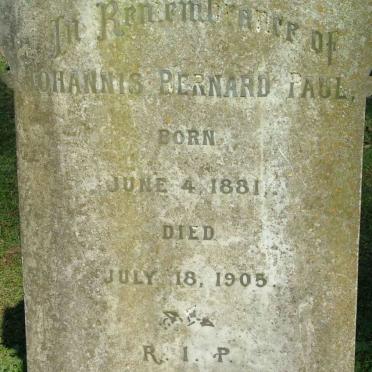 In Remembrance of
Johannis Bernard Paul,
Born
June 4, 1881,
Died
July 18, 1905.
R. I. P.